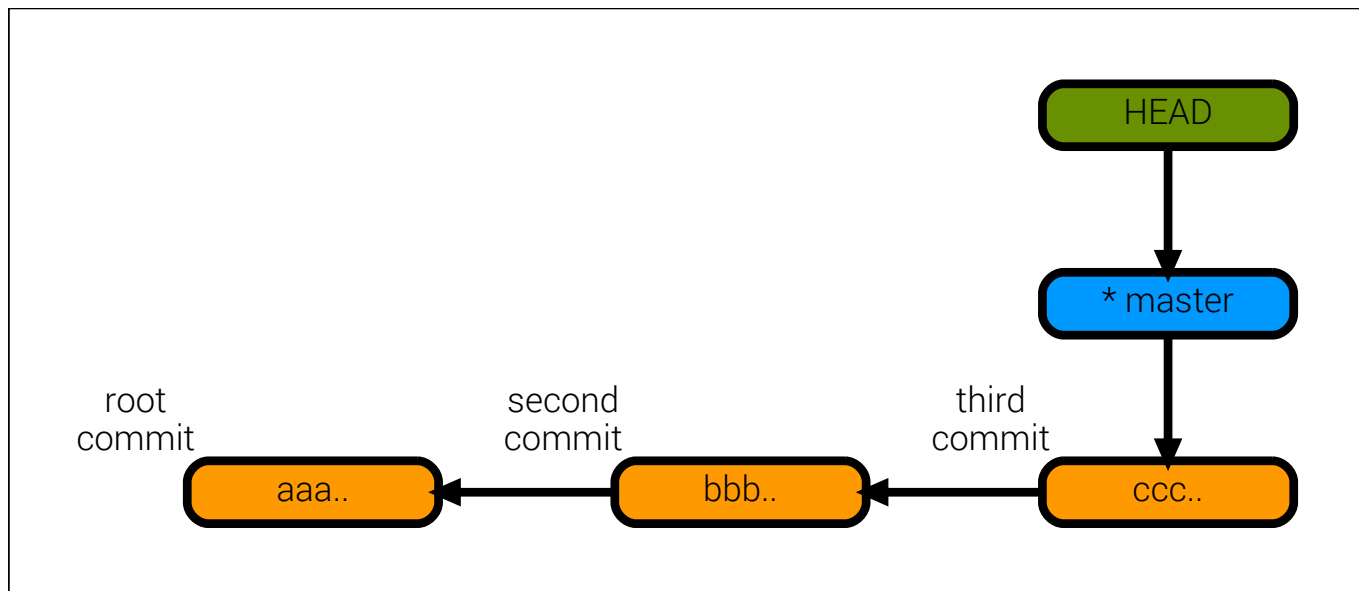 HEAD
* master
root
commit
second
commit
third
commit
aaa..
bbb..
ccc..